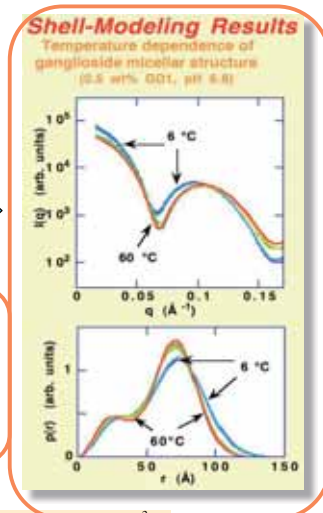 Shell-Modeling Results
Temperature dependence of
ganglioside micellar structure
(0.5 wt% GD1, pH 6.8)
10⁵
10⁴
10³
10²
I(q) (arb. units)
6 °C
60 °C
0
0.05
0.1
0.15
q (Å⁻¹)
1
0
p(r) (arb. units)
6 °C
60°C
0
50
100
150
r (Å)